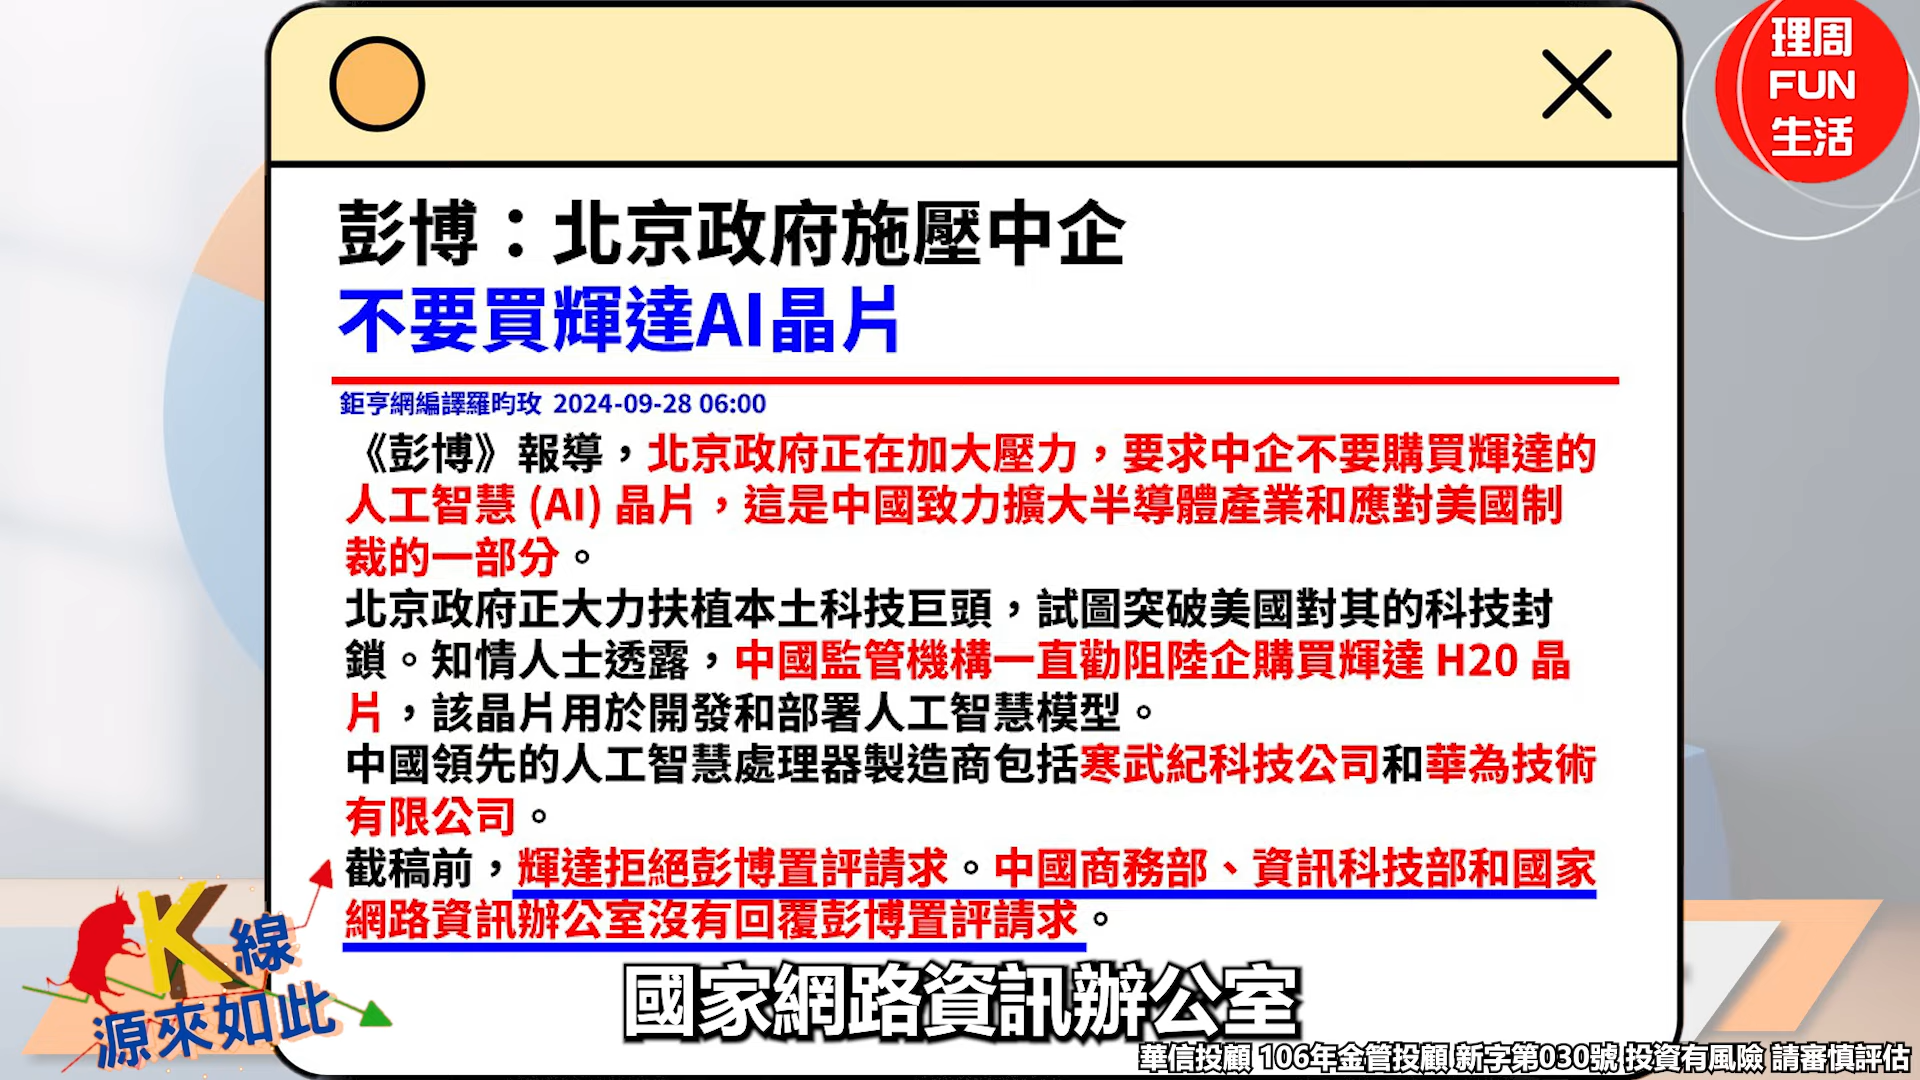 理周
FUN
生活
彭博：北京政府施壓中企
不要買輝達AI晶片
鉅亨網編譯羅昀玫 2024-09-28 06:00
《彭博》報導，北京政府正在加大壓力，要求中企不要購買輝達的
人工智慧 (AI) 晶片，這是中國致力擴大半導體產業和應對美國制
裁的一部分。
北京政府正大力扶植本土科技巨頭，試圖突破美國對其的科技封
鎖。知情人士透露，中國監管機構一直勸阻陸企購買輝達 H20 晶
片，該晶片用於開發和部署人工智慧模型。
中國領先的人工智慧處理器製造商包括寒武紀科技公司和華為技術
有限公司。
截稿前，輝達拒絕彭博置評請求。中國商務部、資訊科技部和國家
網路資訊辦公室沒有回覆彭博置評請求。
K線
源來如此
國家網路資訊辦公室
華信投顧 106年金管投顧 新字第030號 投資有風險 請審慎評估